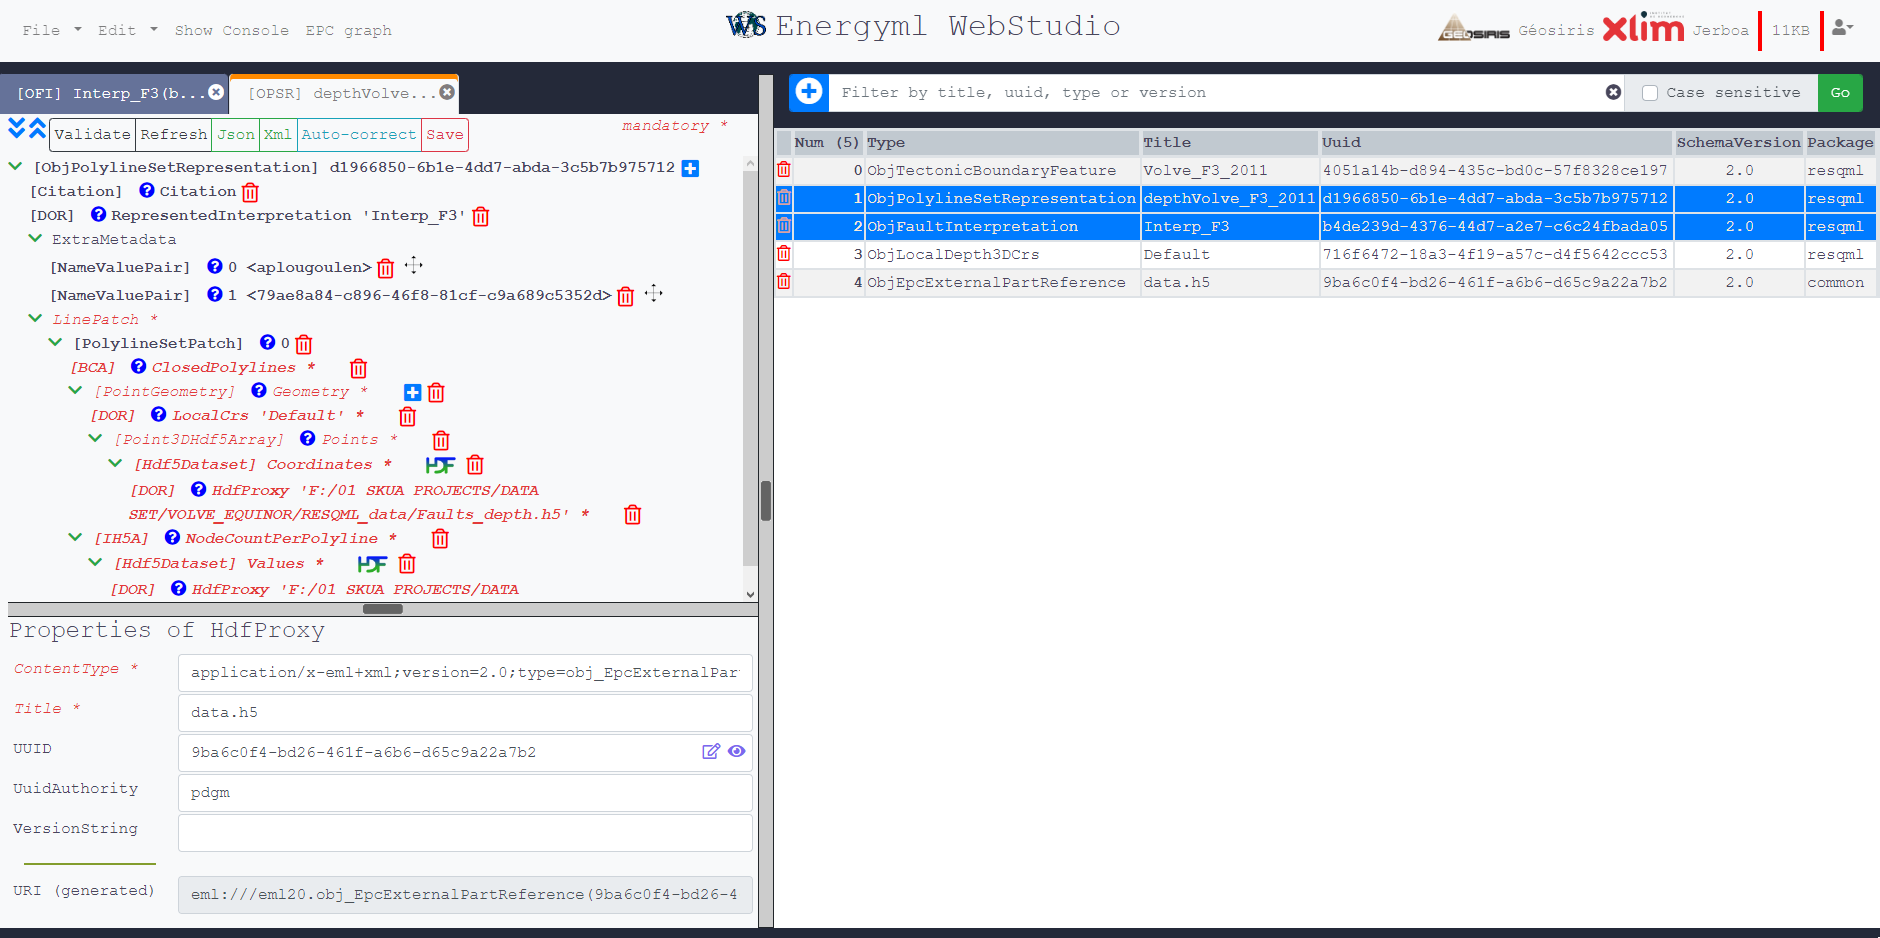 File Edit Show Console EPC graph
WS Energyml WebStudio
GEOSIRIS Géosiris Xlim Jerboa 11KB
[OFI] Interp_F3(b... [OPSR] depthVolve...
Filter by title, uuid, type or version Case sensitive Go
Validate Refresh Json Xml Auto-correct Save mandatory *
[ObjPolylineSetRepresentation] d1966850-6b1e-4dd7-abda-3c5b7b975712
[Citation] Citation
[DOR] RepresentedInterpretation 'Interp_F3'
ExtraMetadata
[NameValuePair] 0 <aplougoulen>
[NameValuePair] 1 <79ae8a84-c896-46f8-81cf-c9a689c5352d>
LinePatch *
[PolylineSetPatch] 0
[BCA] ClosedPolylines *
[PointGeometry] Geometry *
[DOR] LocalCrs 'Default' *
[Point3DHdf5Array] Points *
[Hdf5Dataset] Coordinates * HDF
[DOR] HdfProxy 'F:/01 SKUA PROJECTS/DATA
SET/VOLVE_EQUINOR/RESQML_data/Faults_depth.h5' *
[IH5A] NodeCountPerPolyline *
[Hdf5Dataset] Values * HDF
[DOR] HdfProxy 'F:/01 SKUA PROJECTS/DATA
Properties of HdfProxy
ContentType * application/x-eml+xml;version=2.0;type=obj_EpcExternalPar
Title * data.h5
UUID 9ba6c0f4-bd26-461f-a6b6-d65c9a22a7b2
UuidAuthority pdgm
VersionString
URI (generated) eml:///eml20.obj_EpcExternalPartReference(9ba6c0f4-bd26-4
Num (5) Type Title Uuid SchemaVersion Package
0 ObjTectonicBoundaryFeature Volve_F3_2011 4051a14b-d894-435c-bd0c-57f8328ce197 2.0 resqml
1 ObjPolylineSetRepresentation depthVolve_F3_2011 d1966850-6b1e-4dd7-abda-3c5b7b975712 2.0 resqml
2 ObjFaultInterpretation Interp_F3 b4de239d-4376-44d7-a2e7-c6c24fbada05 2.0 resqml
3 ObjLocalDepth3DCrs Default 716f6472-18a3-4f19-a57c-d4f5642ccc53 2.0 resqml
4 ObjEpcExternalPartReference data.h5 9ba6c0f4-bd26-461f-a6b6-d65c9a22a7b2 2.0 common